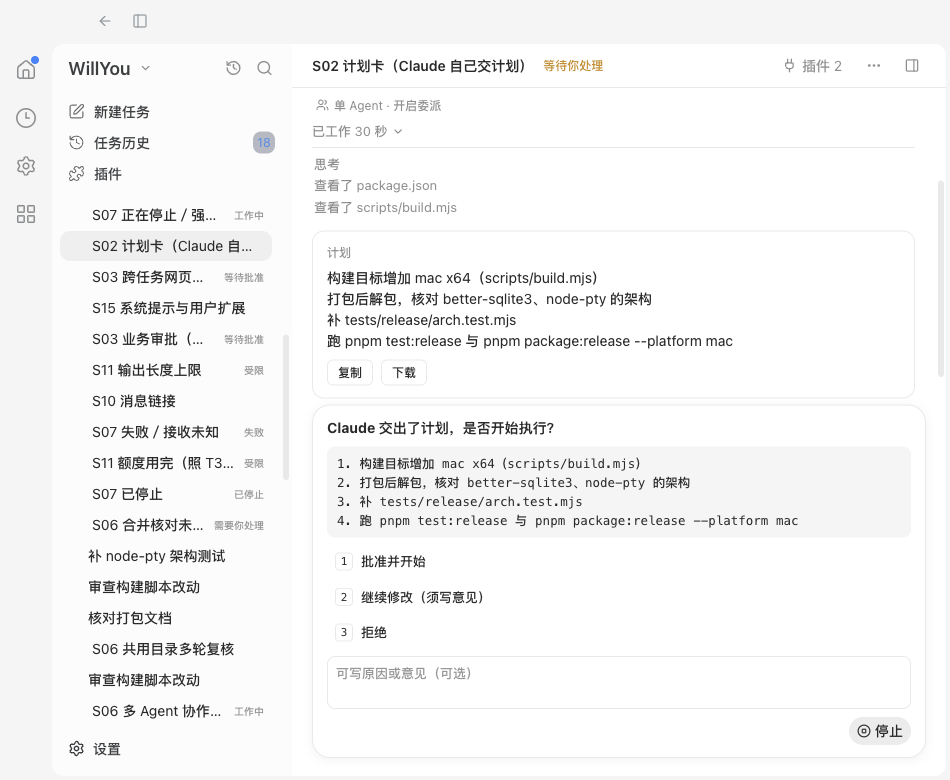 WillYou
新建任务
任务历史 18
插件
S07 正在停止 / 强... 工作中
S02 计划卡（Claude 自...
S03 跨任务网页... 等待批准
S15 系统提示与用户扩展
S03 业务审批（... 等待批准
S11 输出长度上限 受限
S10 消息链接
S07 失败 / 接收未知 失败
S11 额度用完（照 T3... 受限
S07 已停止 已停止
S06 合并核对未... 需要你处理
补 node-pty 架构测试
审查构建脚本改动
核对打包文档
S06 共用目录多轮复核
审查构建脚本改动
S06 多 Agent 协作... 工作中
设置
S02 计划卡（Claude 自己交计划） 等待你处理 插件 2
单 Agent · 开启委派
已工作 30 秒
思考
查看了 package.json
查看了 scripts/build.mjs
计划
构建目标增加 mac x64（scripts/build.mjs）
打包后解包，核对 better-sqlite3、node-pty 的架构
补 tests/release/arch.test.mjs
跑 pnpm test:release 与 pnpm package:release --platform mac
复制 下载
Claude 交出了计划，是否开始执行？
1. 构建目标增加 mac x64（scripts/build.mjs）
2. 打包后解包，核对 better-sqlite3、node-pty 的架构
3. 补 tests/release/arch.test.mjs
4. 跑 pnpm test:release 与 pnpm package:release --platform mac
1 批准并开始
2 继续修改（须写意见）
3 拒绝
可写原因或意见（可选）
停止